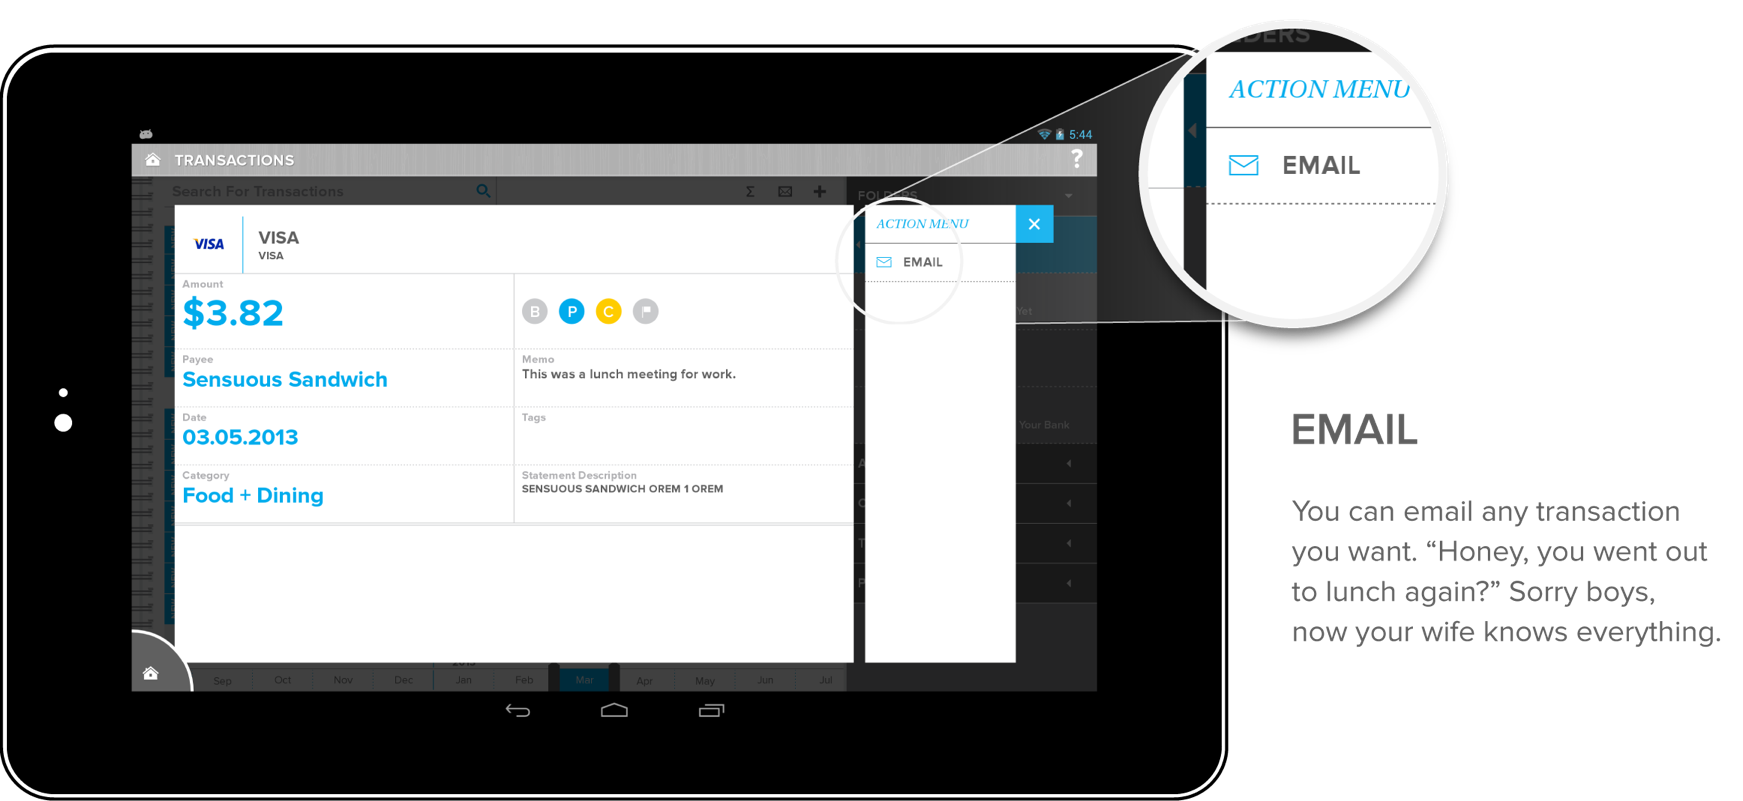 DERS
ACTION MENU
EMAIL
5:44
TRANSACTIONS
?
Search For Transactions
Σ
FOLDERS
VISA
VISA
VISA
ACTION MENU
EMAIL
Amount
$3.82
B P C
Yet
Payee
Sensuous Sandwich
Memo
This was a lunch meeting for work.
Date
03.05.2013
Tags
Your Bank
Category
Food + Dining
Statement Description
SENSUOUS SANDWICH OREM 1 OREM
2013
Sep Oct Nov Dec Jan Feb Mar Apr May Jun Jul
EMAIL
You can email any transaction
you want. “Honey, you went out
to lunch again?” Sorry boys,
now your wife knows everything.